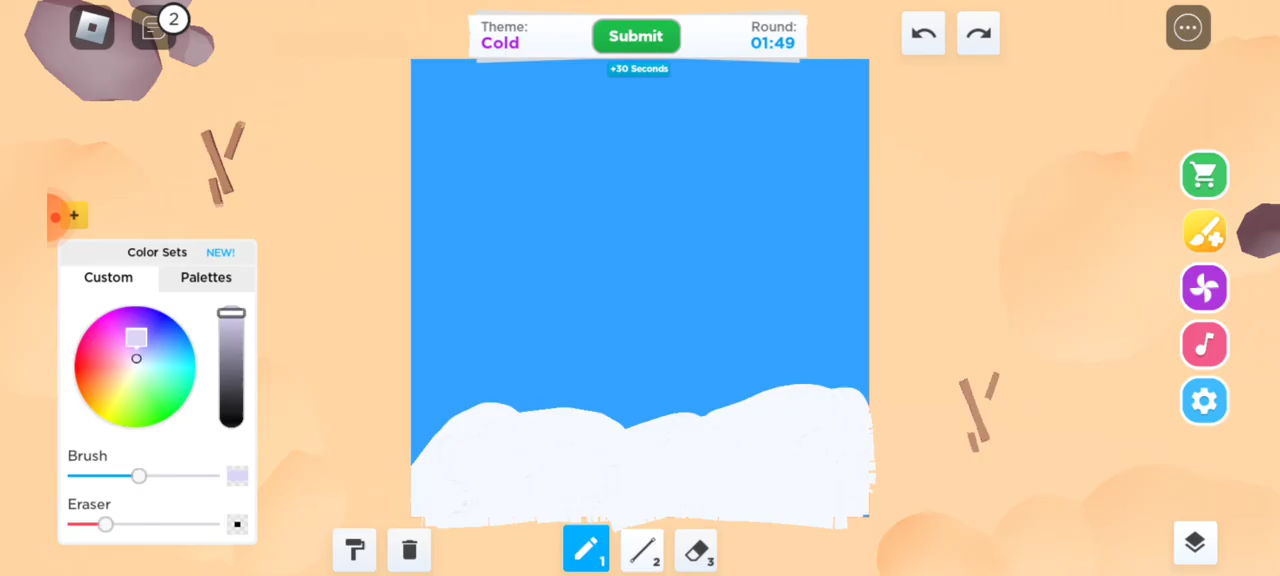 2
Theme:
Cold
Submit
Round:
01:49
+30 Seconds
+
Color Sets NEW!
Custom Palettes
Brush
Eraser
1
2
3